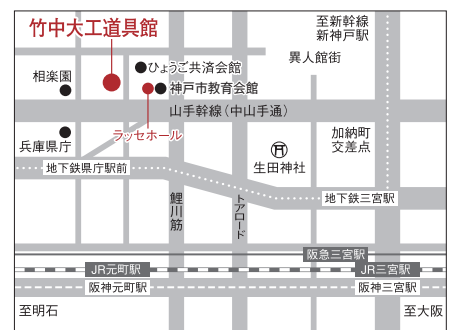 竹中大工道具館
至新幹線
新神戸駅
異人館街
相楽園
ひょうご共済会館
神戸市教育会館
山手幹線(中山手通)
ラッセホール
兵庫県庁
加納町
交差点
生田神社
地下鉄県庁駅前
地下鉄三宮駅
鯉川筋
トアロード
阪急三宮駅
JR元町駅
JR三宮駅
阪神元町駅
阪神三宮駅
至明石
至大阪